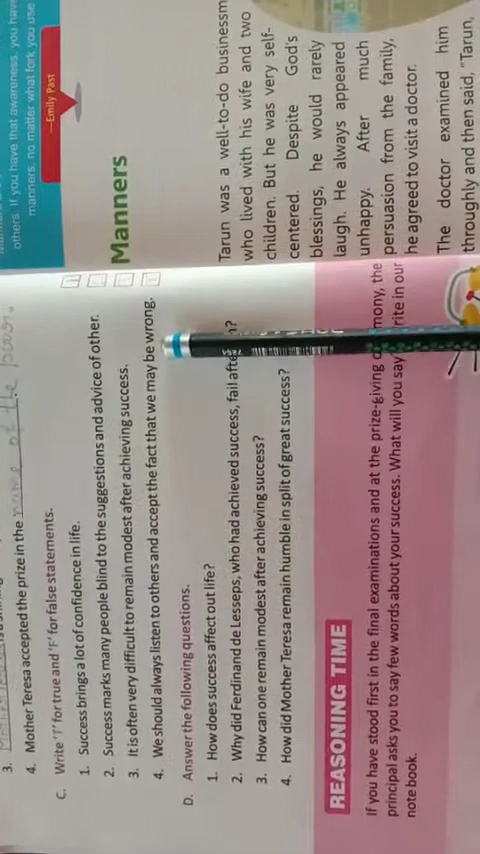 3.
4. Mother Teresa accepted the prize in the name of the poor.
C. Write 'T' for true and 'F' for false statements.
1. Success brings a lot of confidence in life.
2. Success marks many people blind to the suggestions and advice of other.
3. It is often very difficult to remain modest after achieving success.
4. We should always listen to others and accept the fact that we may be wrong.
D. Answer the following questions.
1. How does success affect out life?
2. Why did Ferdinand de Lesseps, who had achieved success, fail after
3. How can one remain modest after achieving success?
4. How did Mother Teresa remain humble in split of great success?
REASONING TIME
If you have stood first in the final examinations and at the prize-giving the
principal asks you to say few words about your success. What will you say in our
note book.
others. If you have that awareness, you have
manners, no matter what fork you use
—Emily Past
Manners
Tarun was a well-to-do businessm
who lived with his wife and two
children. But he was very self-
centered. Despite God's
blessings, he would rarely
laugh. He always appeared
unhappy. After much
persuasion from the family,
he agreed to visit a doctor.
The doctor examined him
throughly and then said, "Tarun,